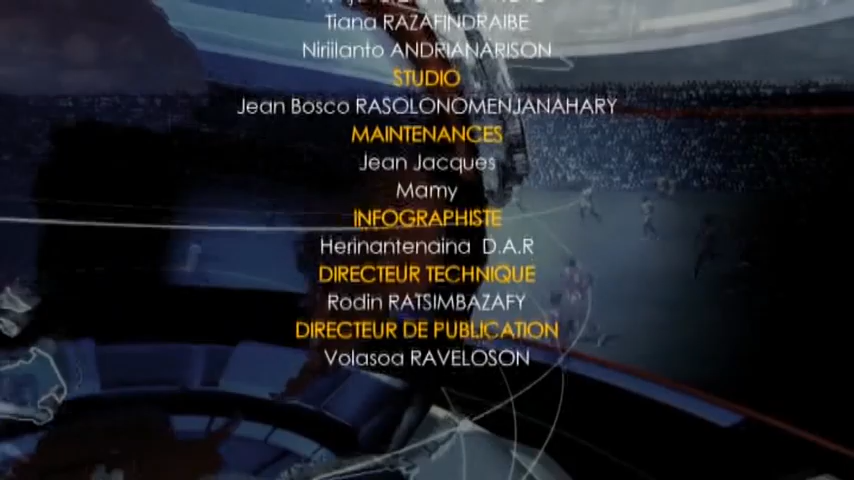 Tiana RAZAFINDRAIBE
Niriilanto ANDRIANARISON
STUDIO
Jean Bosco RASOLONOMENJANAHARY
MAINTENANCES
Jean Jacques
Mamy
INFOGRAPHISTE
Herinantenaina D.A.R
DIRECTEUR TECHNIQUE
Rodin RATSIMBAZAFY
DIRECTEUR DE PUBLICATION
Volasoa RAVELOSON